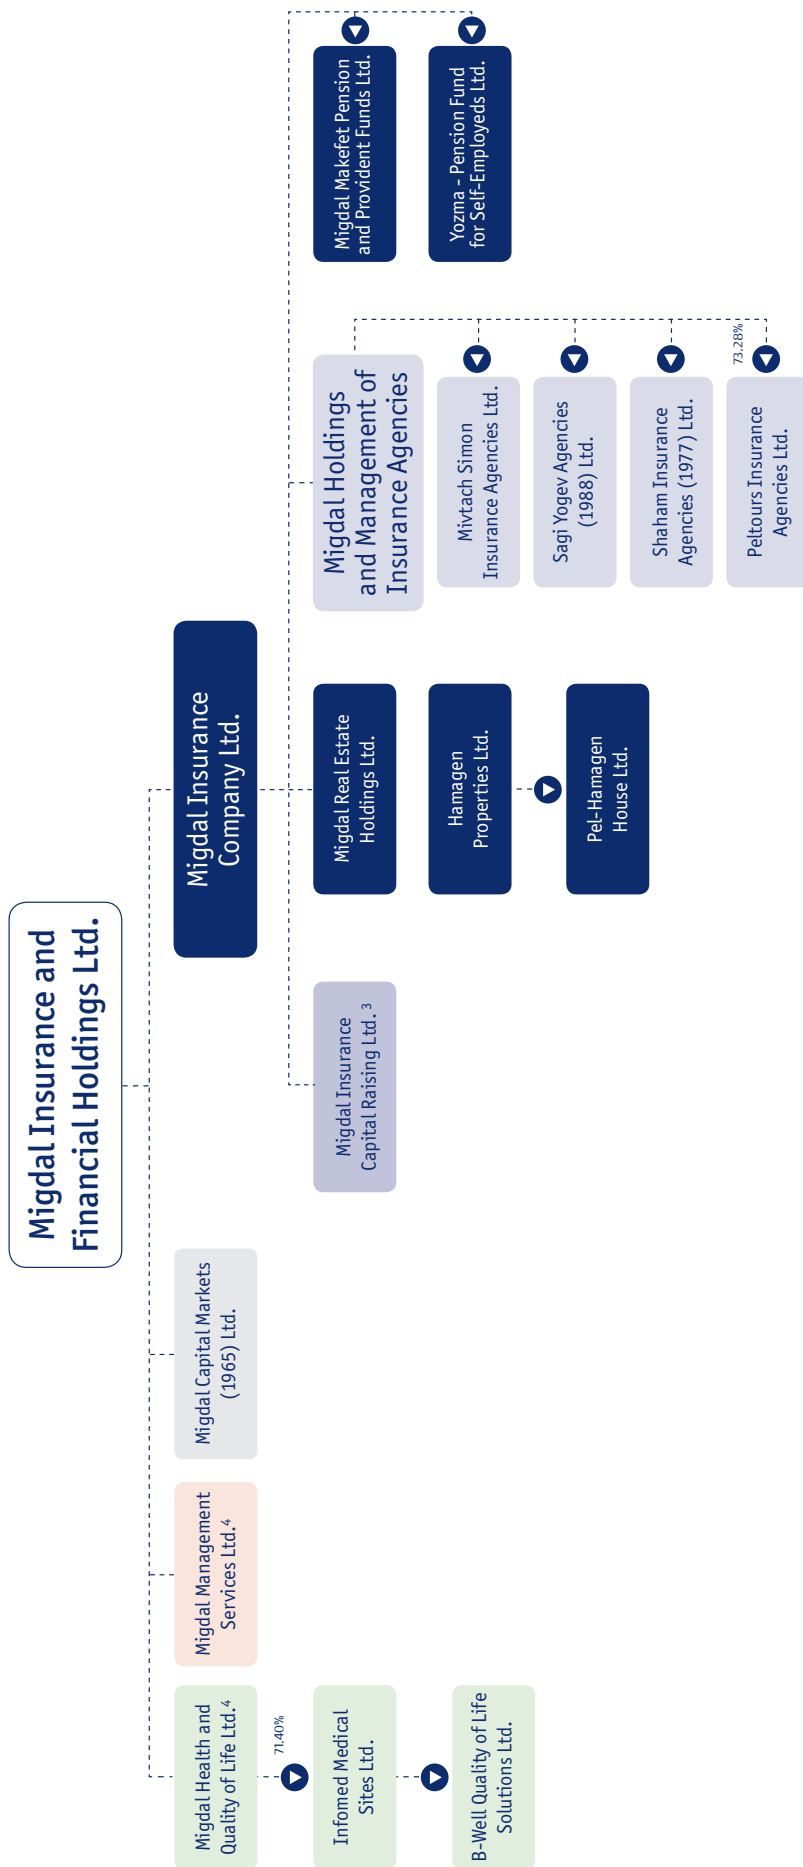 Migdal Insurance and
Financial Holdings Ltd.
Migdal Health and
Quality of Life Ltd.⁴
71.40%
Infomed Medical
Sites Ltd.
B-Well Quality of Life
Solutions Ltd.
Migdal Management
Services Ltd.⁴
Migdal Capital Markets
(1965) Ltd.
Migdal Insurance
Company Ltd.
Migdal Insurance
Capital Raising Ltd. ³
Migdal Real Estate
Holdings Ltd.
Hamagen
Properties Ltd.
Pel-Hamagen
House Ltd.
Migdal Holdings
and Management of
Insurance Agencies
Mivtach Simon
Insurance Agencies Ltd.
Sagi Yogev Agencies
(1988) Ltd.
Shaham Insurance
Agencies (1977) Ltd.
73.28%
Peltours Insurance
Agencies Ltd.
Migdal Makefet Pension
and Provident Funds Ltd.
Yozma - Pension Fund
for Self-Employeds Ltd.